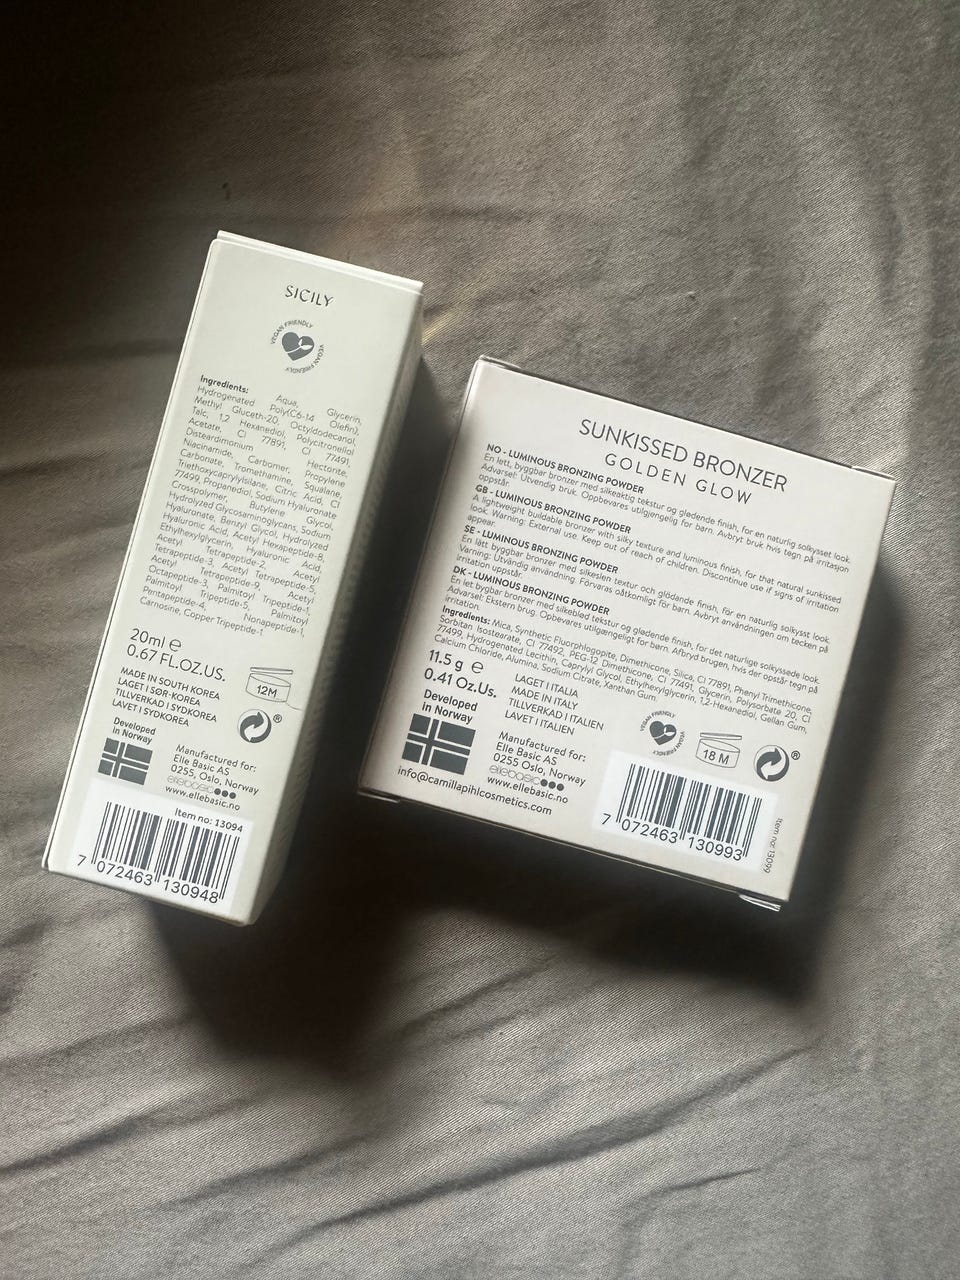 SICILY
VEGAN FRIENDLY
VEGAN FRIENDLY
Ingredients: Aqua, Glycerin,
Hydrogenated Poly(C6-14 Olefin),
Methyl Gluceth-20, Octyldodecanol,
Talc, 1,2 Hexanediol, Polycitronellol
Acetate, CI 77891, CI 77491,
Disteardimonium Hectorite,
Niacinamide, Carbomer, Propylene
Carbonate, Tromethamine, Squalane,
Triethoxycaprylylsilane, Citric Acid, CI
77499, Propanediol, Sodium Hyaluronate
Crosspolymer, Butylene Glycol,
Hydrolyzed Glycosaminoglycans, Sodium
Hyaluronate, Benzyl Glycol, Hydrolyzed
Hyaluronic Acid, Acetyl Hexapeptide-8,
Ethylhexylglycerin, Hyaluronic Acid,
Acetyl Tetrapeptide-2, Acetyl
Tetrapeptide-3, Acetyl Tetrapeptide-5,
Acetyl Tetrapeptide-9, Acetyl
Octapeptide-3, Palmitoyl Tripeptide-1,
Palmitoyl Tripeptide-5, Palmitoyl
Pentapeptide-4, Nonapeptide-1,
Carnosine, Copper Tripeptide-1
20ml e
0.67 FL.OZ.US.
MADE IN SOUTH KOREA
LAGET I SØR-KOREA
TILLVERKAD I SYDKOREA
LAVET I SYDKOREA
12M
®
Developed
in Norway
Manufactured for:
Elle Basic AS
0255, Oslo, Norway
ellebasic
www.ellebasic.no
Item no: 13094
7 072463 130948
SUNKISSED BRONZER
GOLDEN GLOW
NO - LUMINOUS BRONZING POWDER
En lett, byggbar bronzer med silkeaktig tekstur og glødende finish, for en naturlig solkysset look.
Advarsel: Utvendig bruk. Oppbevares utilgjengelig for barn. Avbryt bruk hvis tegn på irritasjon
oppstår.
GB - LUMINOUS BRONZING POWDER
A lightweight buildable bronzer with silky texture and luminous finish, for that natural sunkissed
look. Warning: External use. Keep out of reach of children. Discontinue use if signs of irritation
appear.
SE - LUMINOUS BRONZING POWDER
En lätt byggbar bronzer med silkeslen textur och glödande finish, för en naturlig solkysst look.
Varning: Utvändig användning. Förvaras oåtkomligt för barn. Avbryt användningen om tecken på
irritation uppstår.
DK - LUMINOUS BRONZING POWDER
En let bygbar bronzer med silkeblød tekstur og glødende finish, for det naturlige solkyssede look.
Advarsel: Ekstern brug. Opbevares utilgængeligt for barn. Afbryd brugen, hvis der opstår tegn på
irritation.
Ingredients: Mica, Synthetic Fluorphlogopite, Dimethicone, Silica, CI 77891, Phenyl Trimethicone,
Sorbitan Isostearate, CI 77492, PEG-12 Dimethicone, CI 77491, Glycerin, Polysorbate 20, CI
77499, Hydrogenated Lecithin, Caprylyl Glycol, Ethylhexylglycerin, 1,2-Hexanediol, Gellan Gum,
Calcium Chloride, Alumina, Sodium Citrate, Xanthan Gum.
11.5 g e
0.41 Oz.Us.
LAGET I ITALIA
MADE IN ITALY
TILLVERKAD I ITALIEN
LAVET I ITALIEN
Developed
in Norway
Manufactured for:
Elle Basic AS
0255 Oslo, Norway
ellebasic
www.ellebasic.no
info@camillapihlcosmetics.com
VEGAN FRIENDLY
VEGAN FRIENDLY
18 M
®
7 072463 130993
Item no: 13099